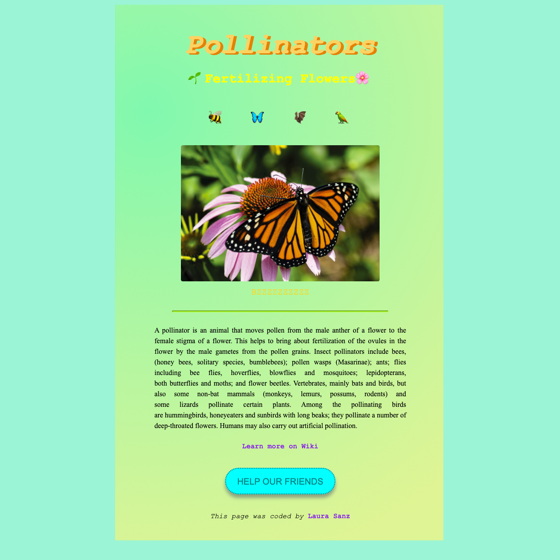 Pollinators
Fertilizing Flowers
A pollinator is an animal that moves pollen from the male anther of a flower to the
female stigma of a flower. This helps to bring about fertilization of the ovules in the
flower by the male gametes from the pollen grains. Insect pollinators include bees,
(honey bees, solitary species, bumblebees); pollen wasps (Masarinae); ants; flies
including bee flies, hoverflies, blowflies and mosquitoes; lepidopterans,
both butterflies and moths; and flower beetles. Vertebrates, mainly bats and birds, but
also some non-bat mammals (monkeys, lemurs, possums, rodents) and
some lizards pollinate certain plants. Among the pollinating birds
are hummingbirds, honeyeaters and sunbirds with long beaks; they pollinate a number of
deep-throated flowers. Humans may also carry out artificial pollination.
Learn more on Wiki
HELP OUR FRIENDS
This page was coded by Laura Sanz